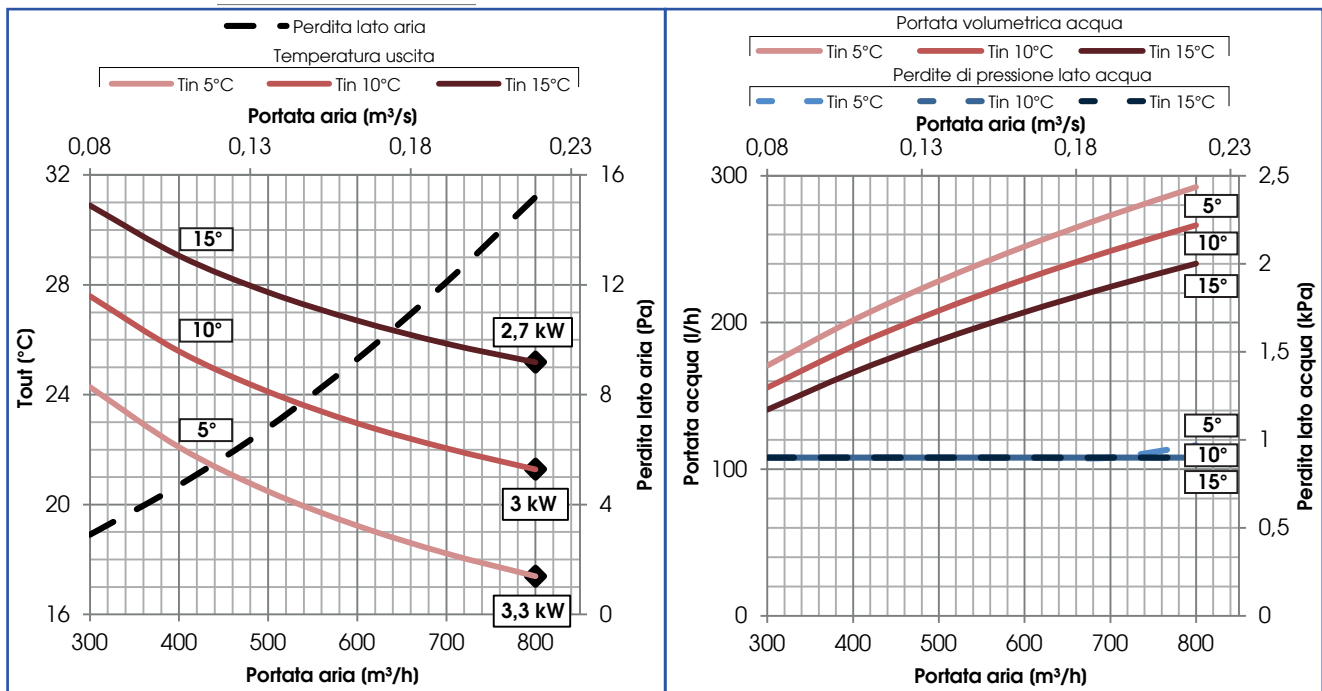 Perdita lato aria
Temperatura uscita
Tin 5°C Tin 10°C Tin 15°C
Portata aria (m³/s)
0,08 0,13 0,18 0,23
32 16
28 12
24 8
20 4
16 0
300 400 500 600 700 800
Portata aria (m³/h)
Tout (°C)
Perdita lato aria (Pa)
15°
10°
5°
2,7 kW
3 kW
3,3 kW
Portata volumetrica acqua
Tin 5°C Tin 10°C Tin 15°C
Perdite di pressione lato acqua
Tin 5°C Tin 10°C Tin 15°C
Portata aria (m³/s)
0,08 0,13 0,18 0,23
300 2,5
2
200
1,5
1
100
0,5
0 0
300 400 500 600 700 800
Portata aria (m³/h)
Portata acqua (l/h)
Perdita lato acqua (kPa)
5°
10°
15°
5°
10°
15°